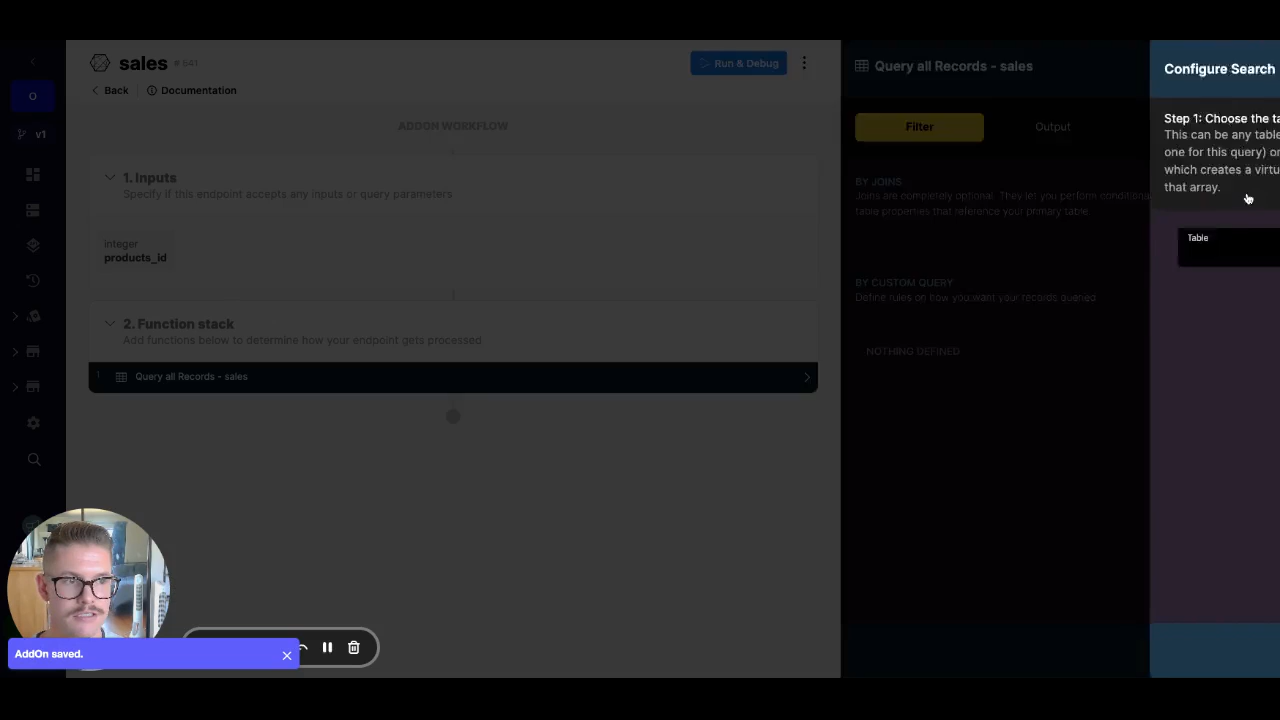 sales #641
Run & Debug
Back
Documentation
ADDON WORKFLOW
1. Inputs
Specify if this endpoint accepts any inputs or query parameters
integer
products_id
2. Function stack
Add functions below to determine how your endpoint gets processed
1
Query all Records - sales
O
v1
AddOn saved.
Query all Records - sales
Filter
Output
BY JOINS
Joins are completely optional. They let you perform conditiona
table properties that reference your primary table.
BY CUSTOM QUERY
Define rules on how you want your records queried
NOTHING DEFINED
Configure Search
Step 1: Choose the ta
This can be any table
one for this query) or
which creates a virtu
that array.
Table